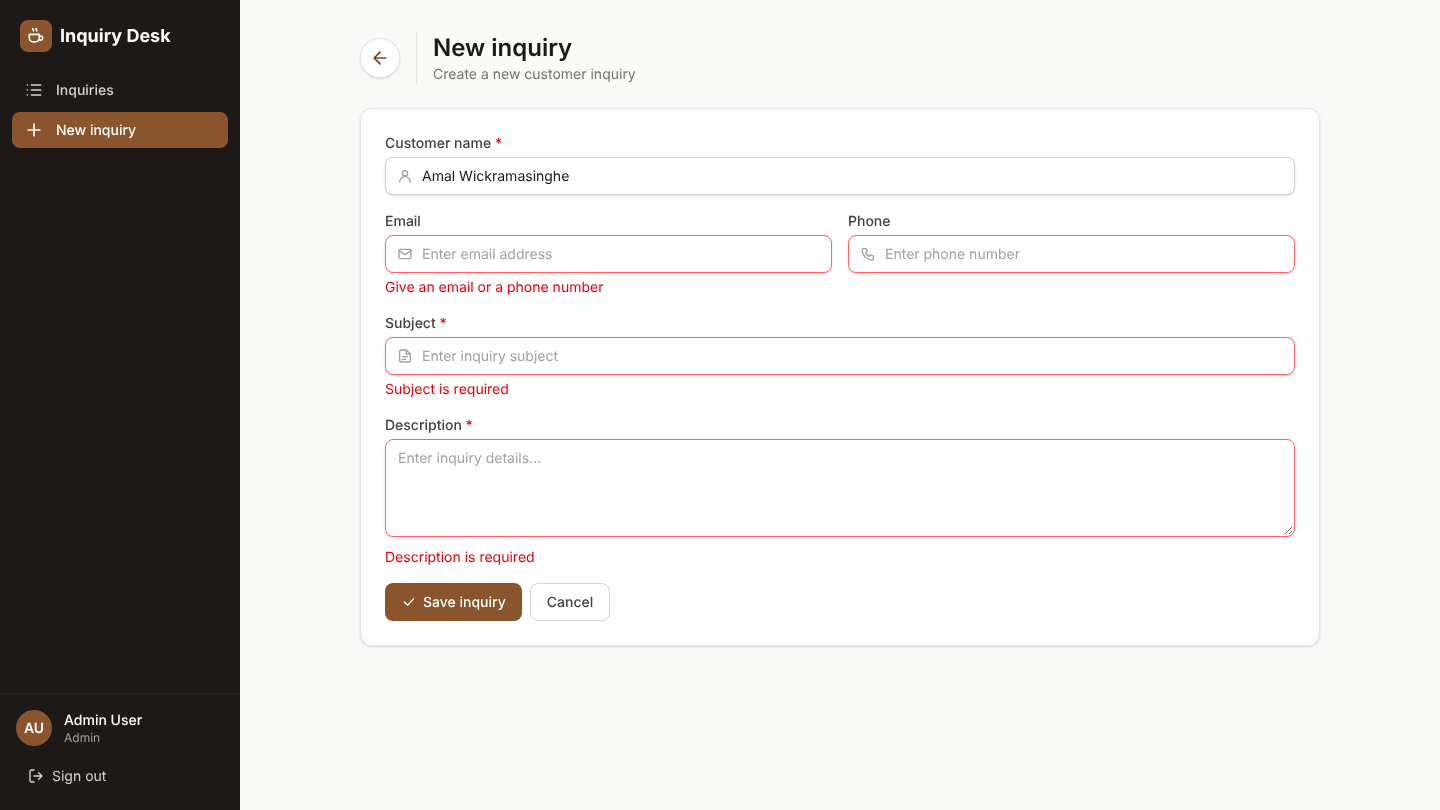 Inquiry Desk
Inquiries
New inquiry
AU
Admin User
Admin
Sign out
New inquiry
Create a new customer inquiry
Customer name *
Amal Wickramasinghe
Email
Phone
Enter email address
Enter phone number
Give an email or a phone number
Subject *
Enter inquiry subject
Subject is required
Description *
Enter inquiry details...
Description is required
Save inquiry
Cancel